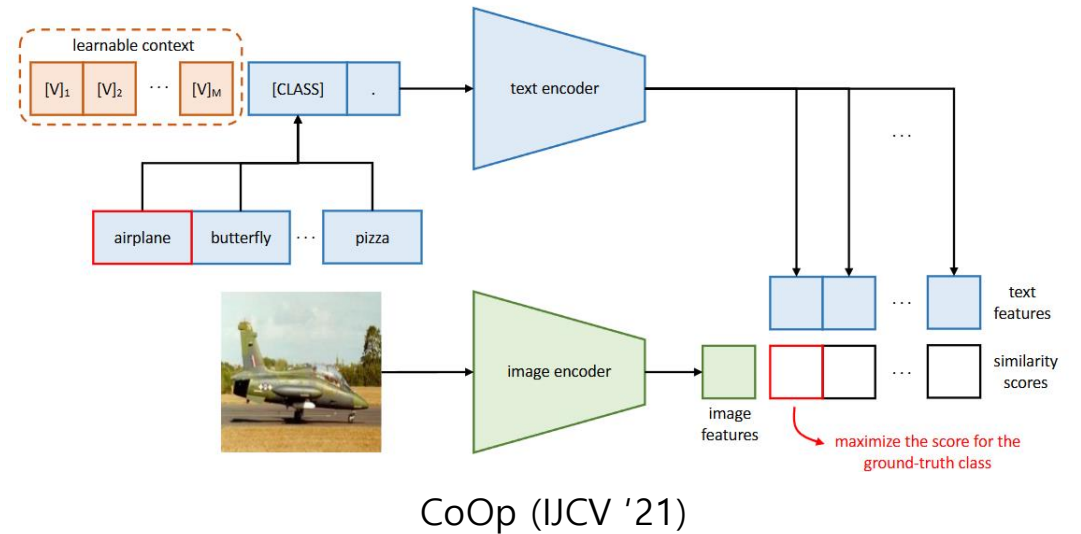 learnable context
[V]₁ [V]₂ ··· [V]M [CLASS] .
text encoder
···
airplane butterfly ··· pizza
··· text
features
image encoder
··· similarity
scores
image
features
maximize the score for the
ground-truth class
CoOp (IJCV ’21)